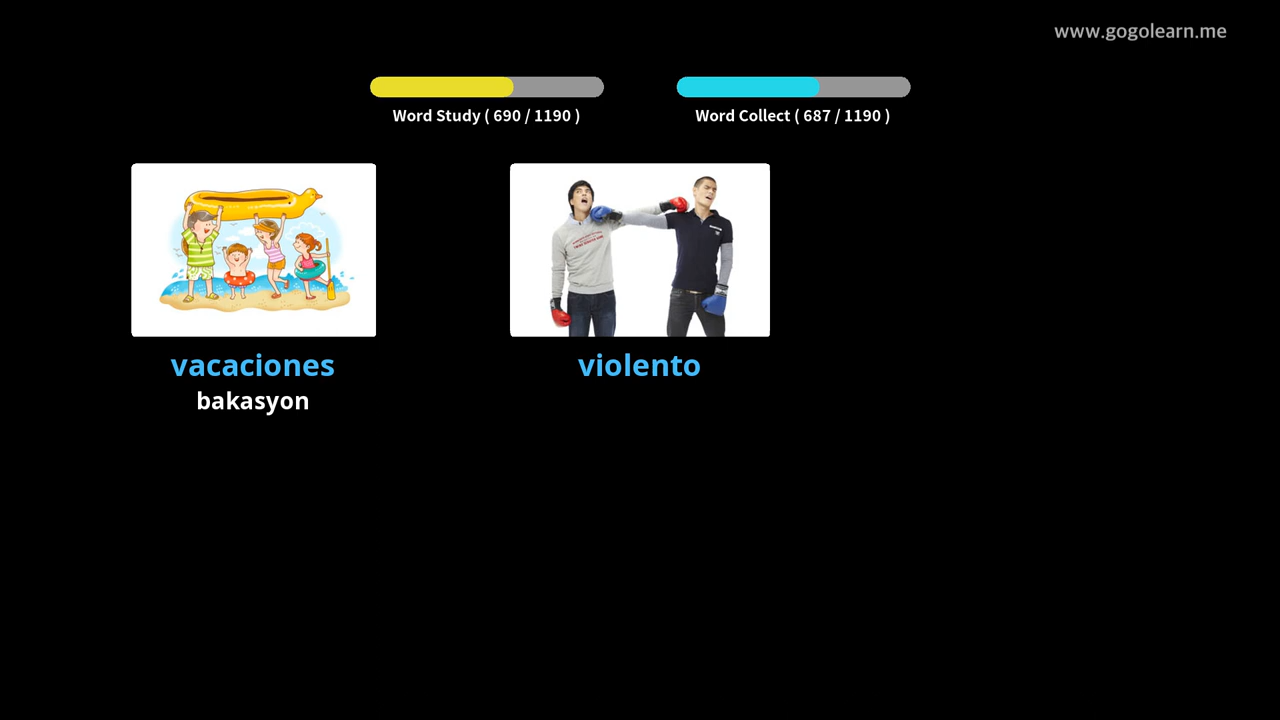 www.gogolearn.me
Word Study ( 690 / 1190 )
Word Collect ( 687 / 1190 )
vacaciones
bakasyon
violento